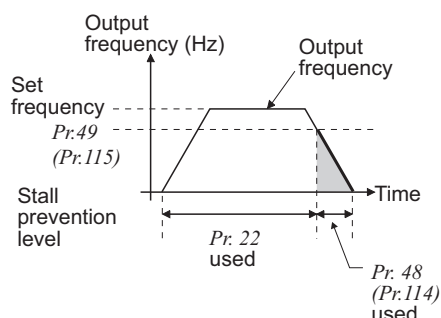 Output
frequency (Hz)
Output
frequency
Set
frequency
Pr.49
(Pr.115)
Stall
prevention
level
Time
Pr. 22
used
Pr. 48
(Pr.114)
used